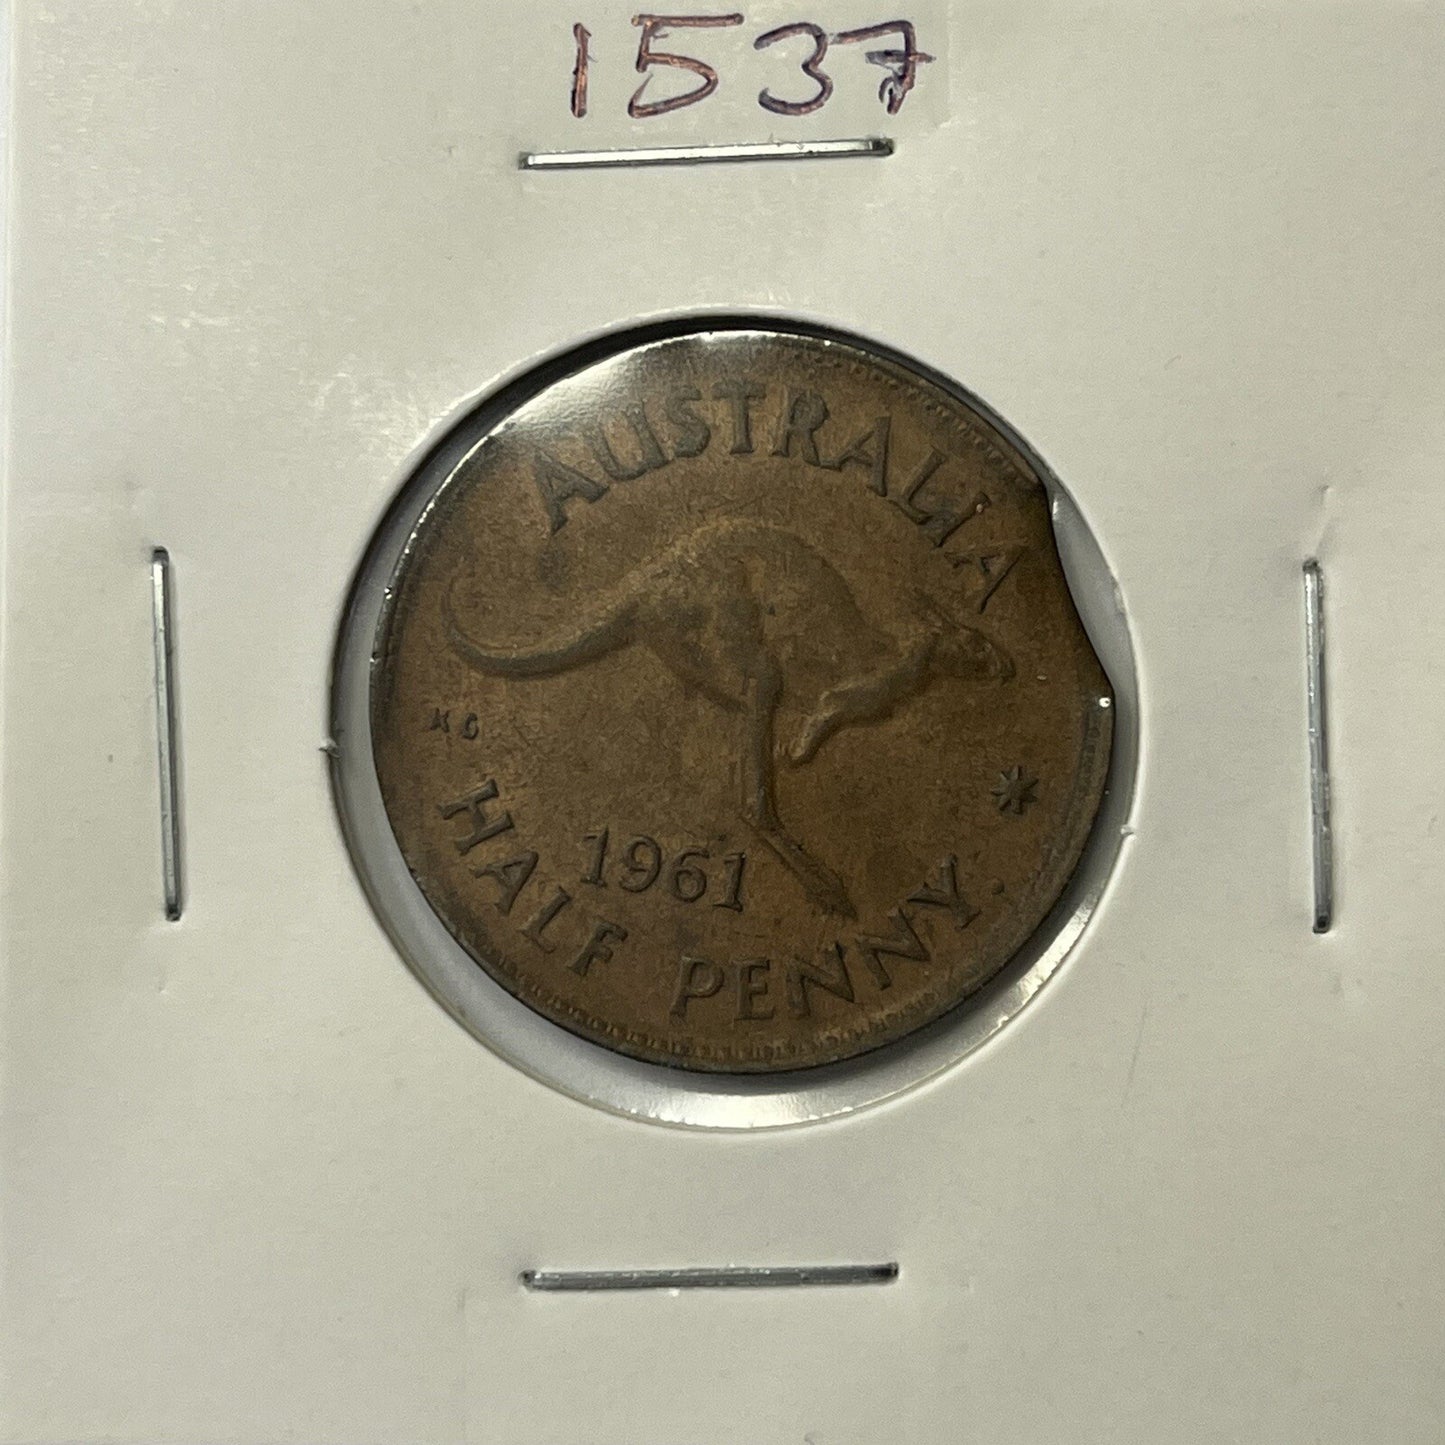 1537
AUSTRALIA
KG
1961
HALF PENNY.